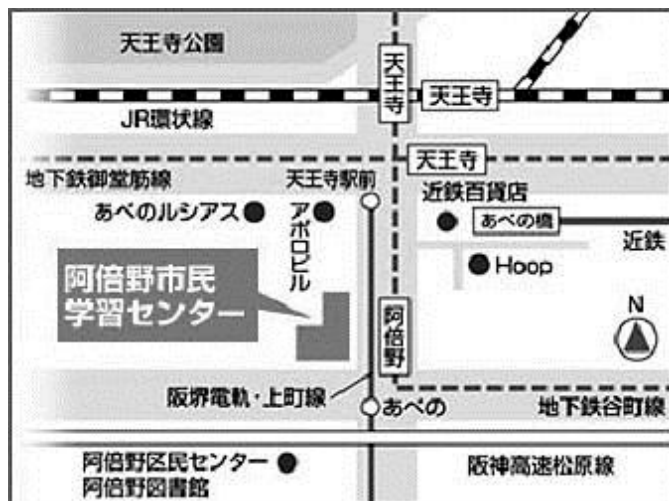 天王寺公園
天王寺
天王寺
JR環状線
天王寺
地下鉄御堂筋線
天王寺駅前
近鉄百貨店
あべのルシアス
アポロビル
あべの橋
近鉄
Hoop
阿倍野市民
学習センター
N
阿倍野
阪堺電軌・上町線
あべの
地下鉄谷町線
阿倍野区民センター
阿倍野図書館
阪神高速松原線